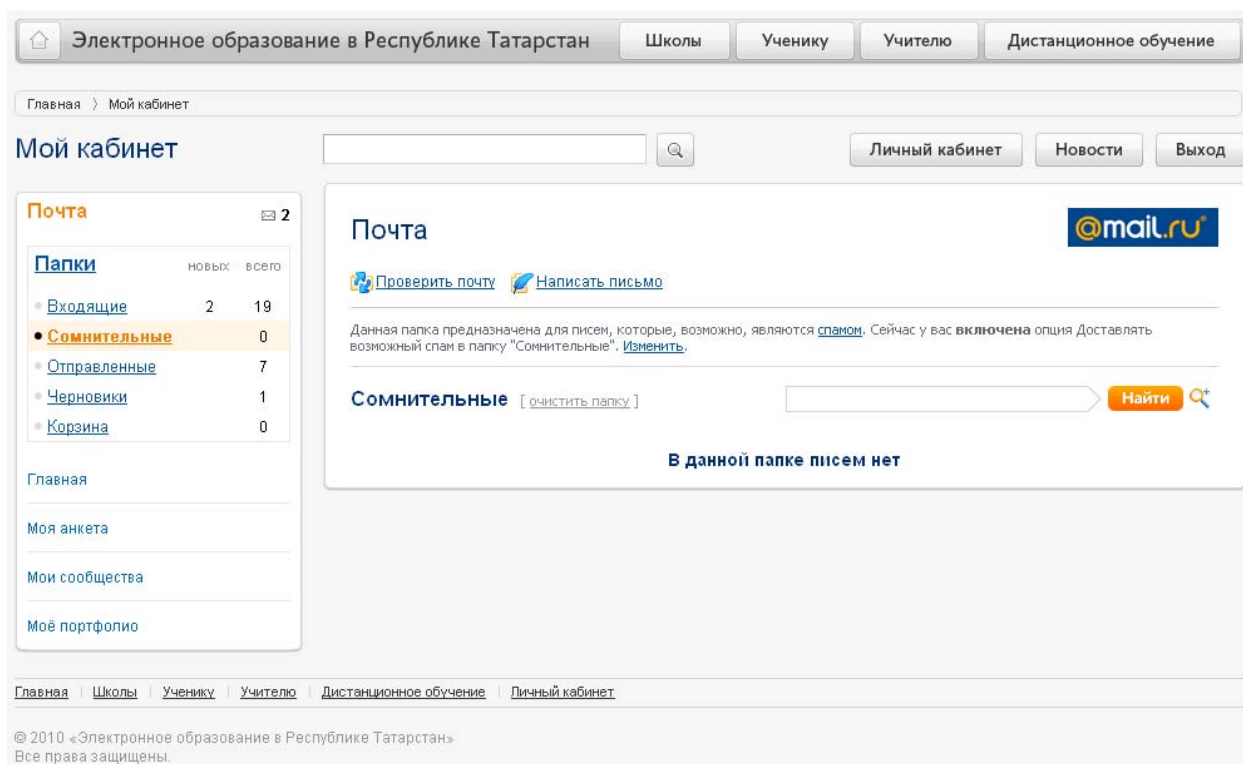 Электронное образование в Республике Татарстан Школы Ученику Учителю Дистанционное обучение
Главная 〉 Мой кабинет
Мой кабинет Личный кабинет Новости Выход
Почта 2
Папки новых всего
Входящие 2 19
Сомнительные 0
Отправленные 7
Черновики 1
Корзина 0
Главная
Моя анкета
Мои сообщества
Моё портфолио
Почта @mail.ru®
Проверить почту Написать письмо
Данная папка предназначена для писем, которые, возможно, являются спамом. Сейчас у вас включена опция Доставлять
возможный спам в папку "Сомнительные". Изменить.
Сомнительные [ очистить папку ] Найти
В данной папке писем нет
Главная | Школы | Ученику | Учителю | Дистанционное обучение | Личный кабинет
© 2010 «Электронное образование в Республике Татарстан»
Все права защищены.